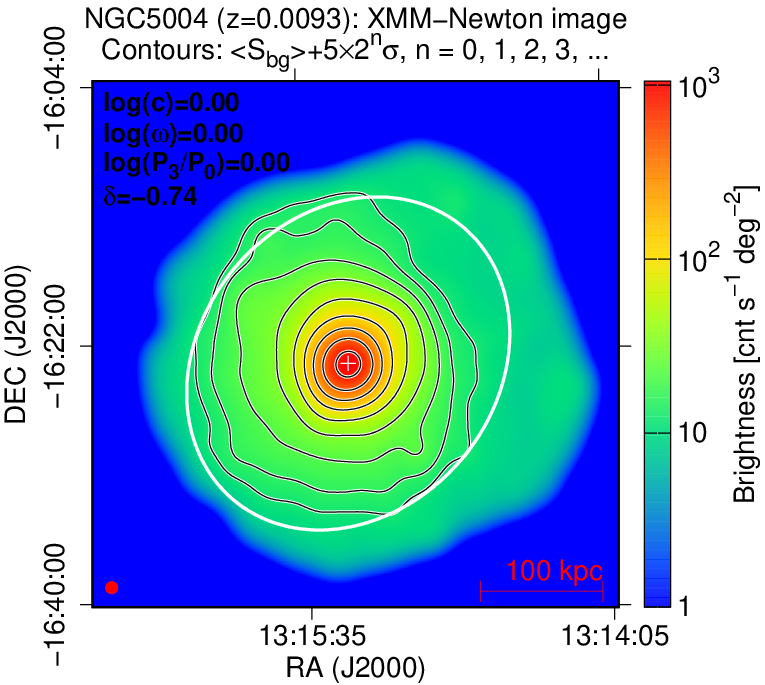 NGC5004 (z=0.0093): XMM−Newton image
Contours: <S_bg>+5×2^nσ, n = 0, 1, 2, 3, ...
log(c)=0.00
log(ω)=0.00
log(P_3/P_0)=0.00
δ=−0.74
−16:04:00
−16:22:00
−16:40:00
DEC (J2000)
100 kpc
13:15:35
13:14:05
RA (J2000)
10^3
10^2
10
1
Brightness [cnt s^−1 deg^−2]